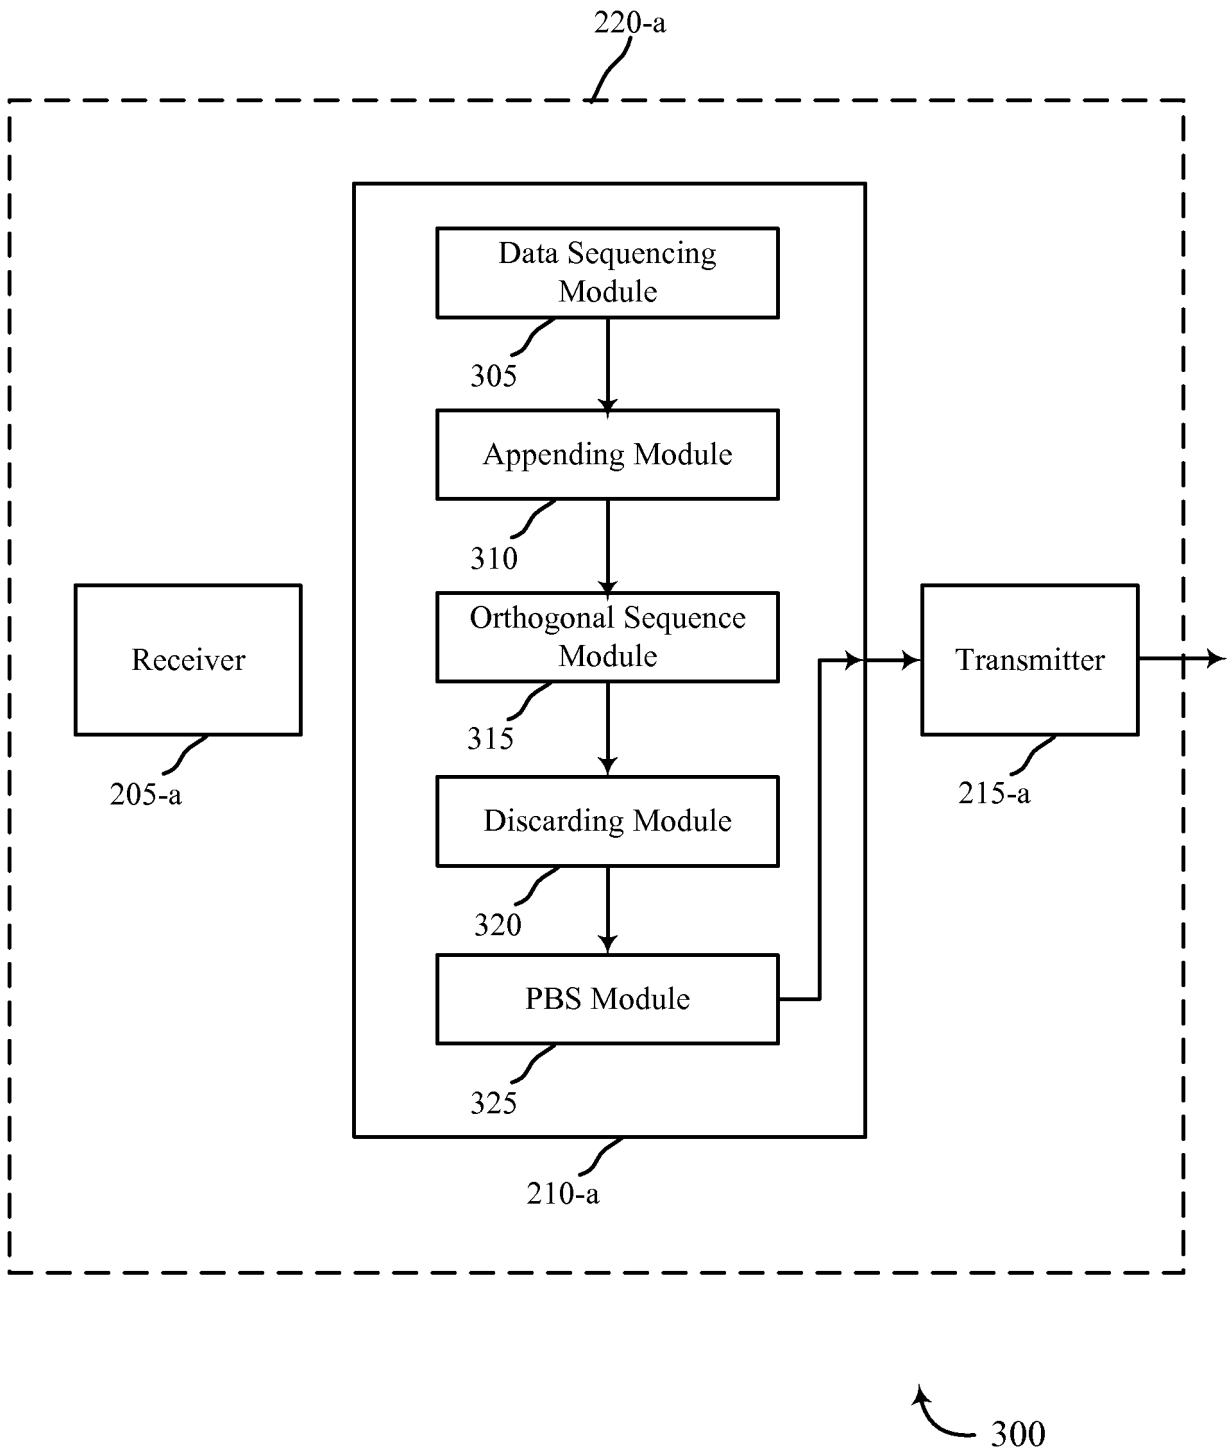 220-a
Data Sequencing
Module
305
Appending Module
310
Orthogonal Sequence
Module
315
Receiver
205-a
Transmitter
215-a
Discarding Module
320
PBS Module
325
210-a
300